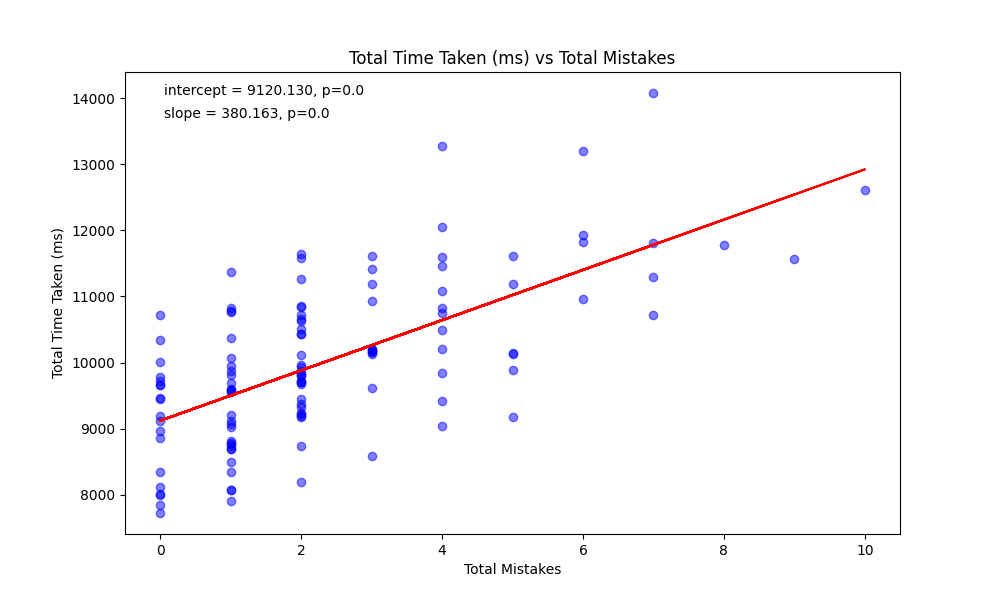 Total Time Taken (ms) vs Total Mistakes
intercept = 9120.130, p=0.0
slope = 380.163, p=0.0
14000
13000
12000
11000
10000
9000
8000
Total Time Taken (ms)
0 2 4 6 8 10
Total Mistakes